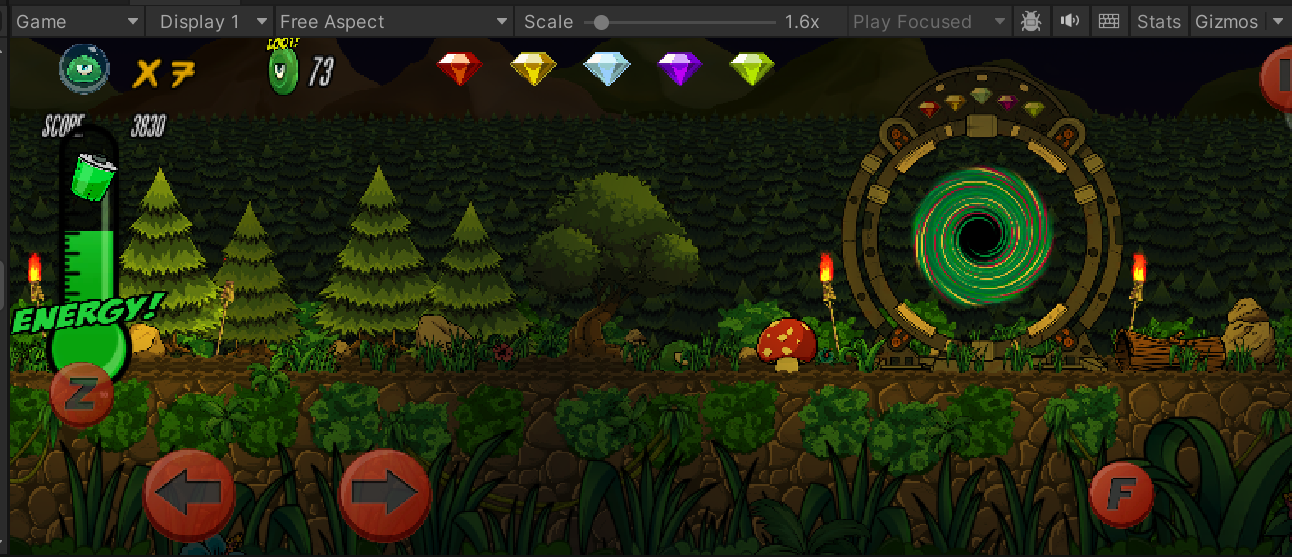 Game Display 1 Free Aspect Scale 1.6x Play Focused Stats Gizmos
X 7 73
SCORE 3830
ENERGY!
Z
F